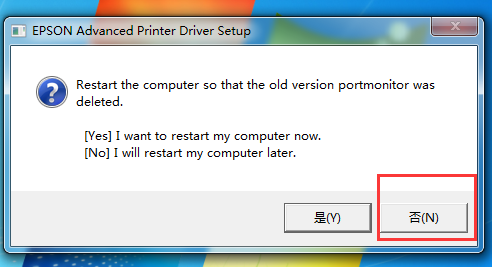 EPSON Advanced Printer Driver Setup
Restart the computer so that the old version portmonitor was
deleted.
[Yes] I want to restart my computer now.
[No] I will restart my computer later.
是(Y)
否(N)